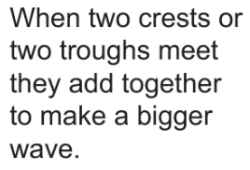 When two crests or
two troughs meet
they add together
to make a bigger
wave.